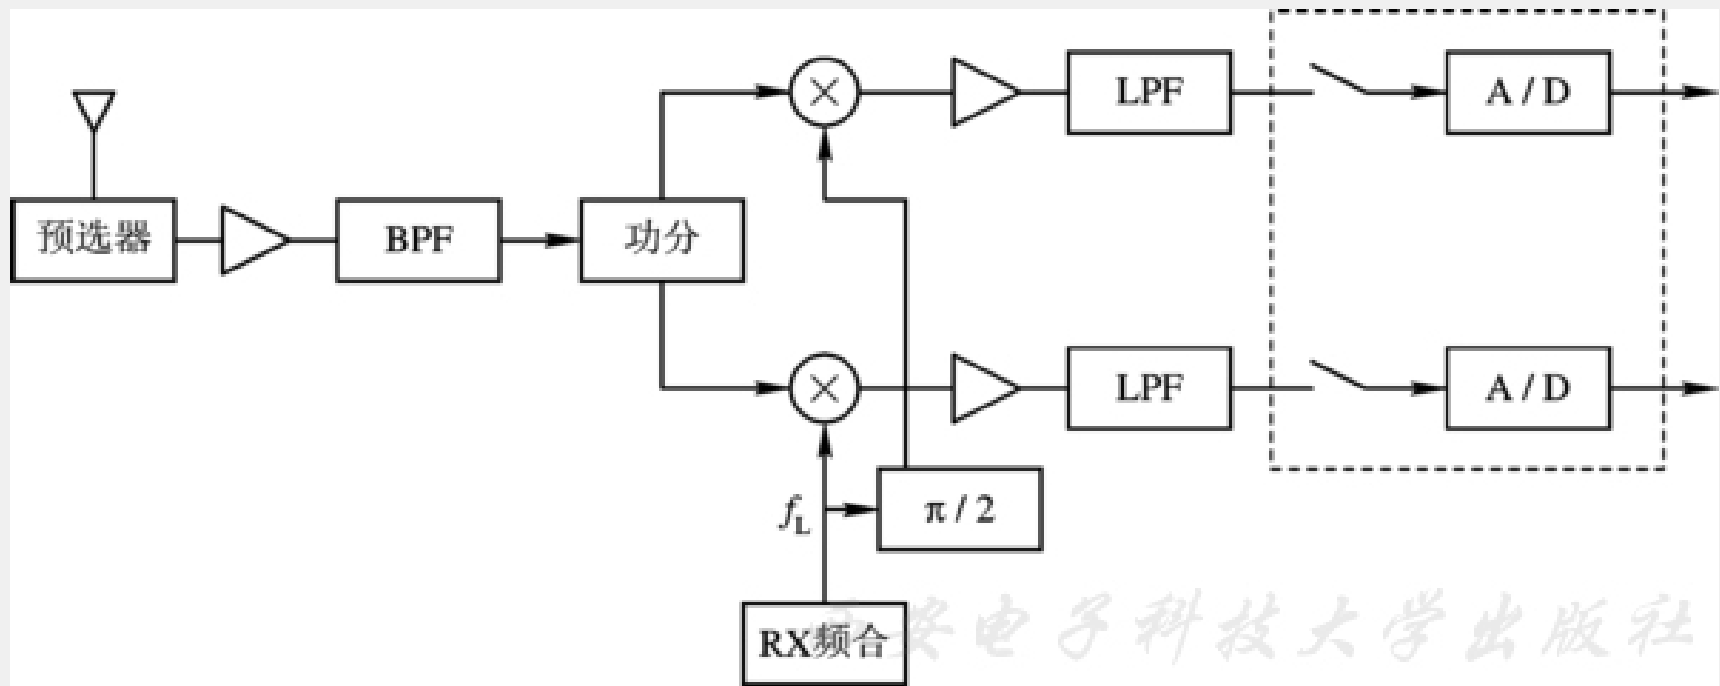 LPF
A / D
预选器
BPF
功分
LPF
A / D
f_L
π / 2
RX频合
西安电子科技大学出版社